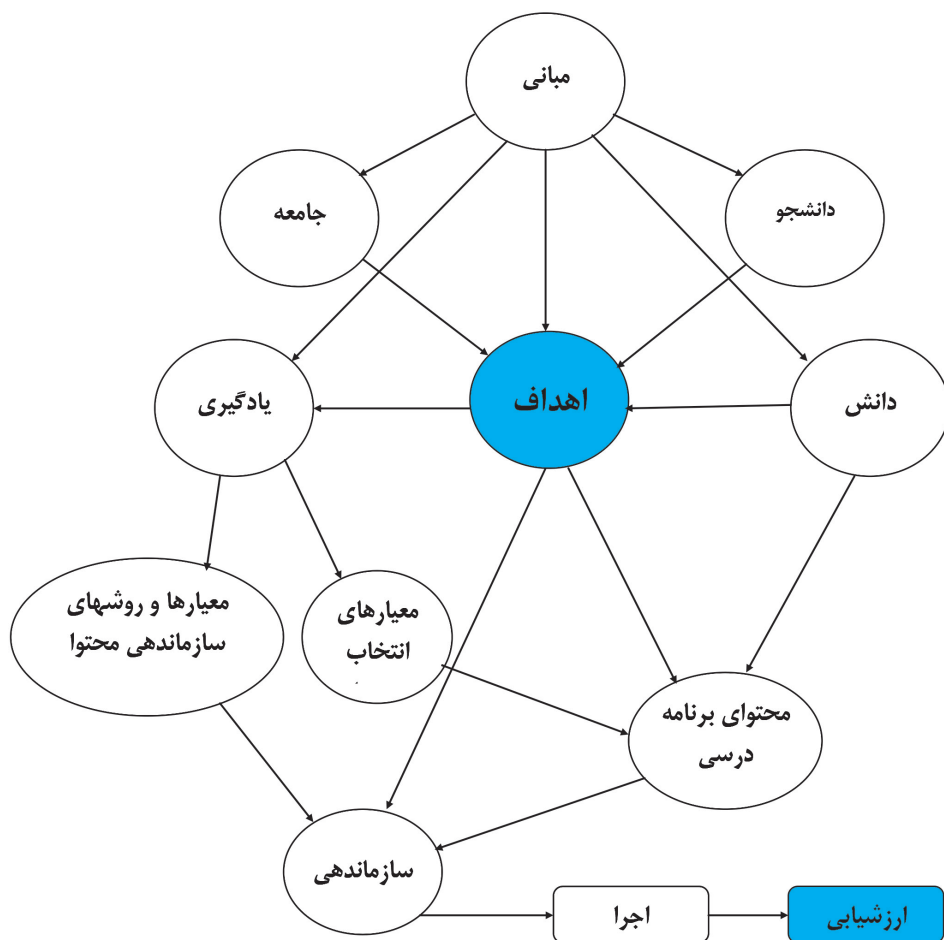 مبانی
دانشجو
جامعه
دانش
اهداف
یادگیری
معیارهای
انتخاب
معیارها و روشهای
سازماندهی محتوا
محتوای برنامه
درسی
سازماندهی
اجرا
ارزشیابی